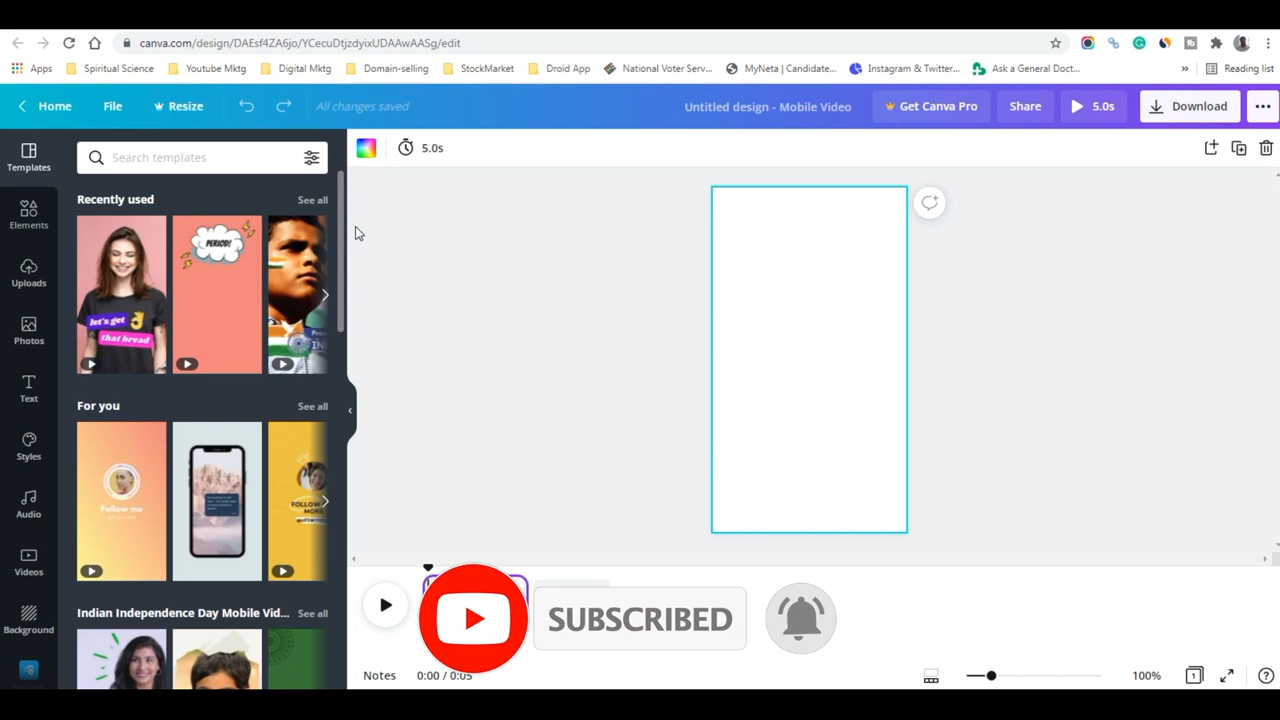 canva.com/design/DAEsf4ZA6jo/YCecuDtjzdyixUDAAwAASg/edit
Apps Spiritual Science Youtube Mktg Digital Mktg Domain-selling StockMarket Droid App National Voter Serv... MyNeta | Candidate... Instagram & Twitter... Ask a General Doct... » Reading list
Home File Resize All changes saved Untitled design - Mobile Video Get Canva Pro Share 5.0s Download
Templates
Search templates
5.0s
Recently used See all
Elements
let's get
that bread
PERIOD!
Uploads
Photos
For you See all
Text
Follow me
FOLLOW
MORE
Styles
Audio
Videos
Indian Independence Day Mobile Vid... See all
Background
SUBSCRIBED
Notes 0:00 / 0:05 100% 1